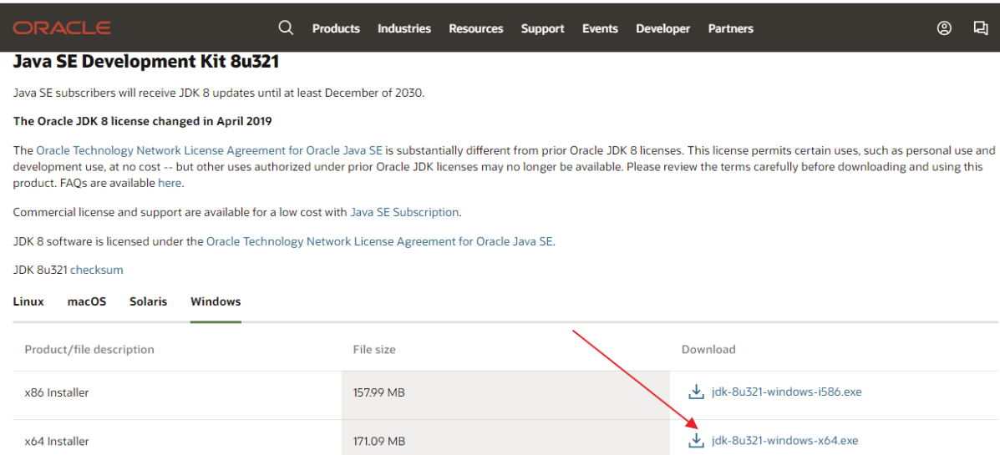 ORACLE Products Industries Resources Support Events Developer Partners
Java SE Development Kit 8u321
Java SE subscribers will receive JDK 8 updates until at least December of 2030.
The Oracle JDK 8 license changed in April 2019
The Oracle Technology Network License Agreement for Oracle Java SE is substantially different from prior Oracle JDK 8 licenses. This license permits certain uses, such as personal use and
development use, at no cost -- but other uses authorized under prior Oracle JDK licenses may no longer be available. Please review the terms carefully before downloading and using this
product. FAQs are available here.
Commercial license and support are available for a low cost with Java SE Subscription.
JDK 8 software is licensed under the Oracle Technology Network License Agreement for Oracle Java SE.
JDK 8u321 checksum
Linux macOS Solaris Windows
Product/file description File size Download
x86 Installer 157.99 MB jdk-8u321-windows-i586.exe
x64 Installer 171.09 MB jdk-8u321-windows-x64.exe